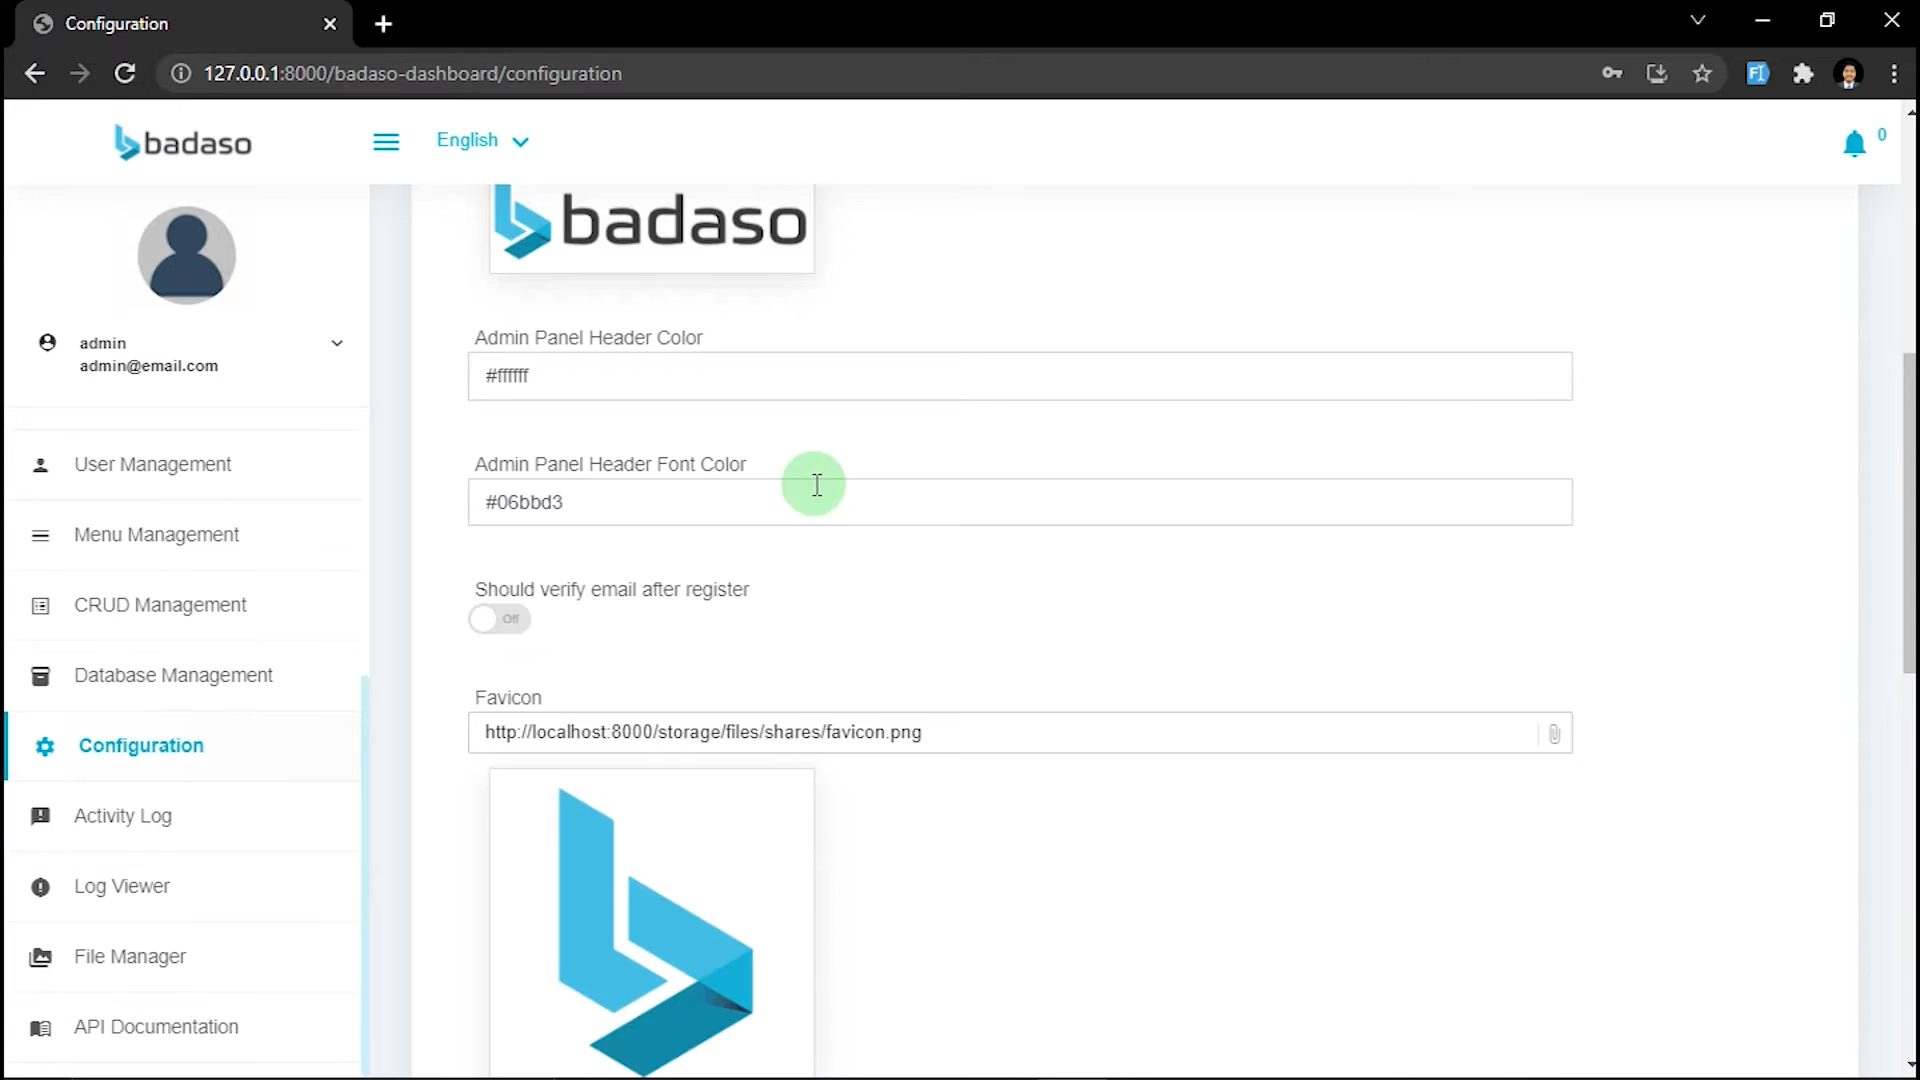 Configuration
127.0.0.1:8000/badaso-dashboard/configuration
badaso
English
0
badaso
admin
admin@email.com
User Management
Menu Management
CRUD Management
Database Management
Configuration
Activity Log
Log Viewer
File Manager
API Documentation
Admin Panel Header Color
#ffffff
Admin Panel Header Font Color
#06bbd3
Should verify email after register
Off
Favicon
http://localhost:8000/storage/files/shares/favicon.png